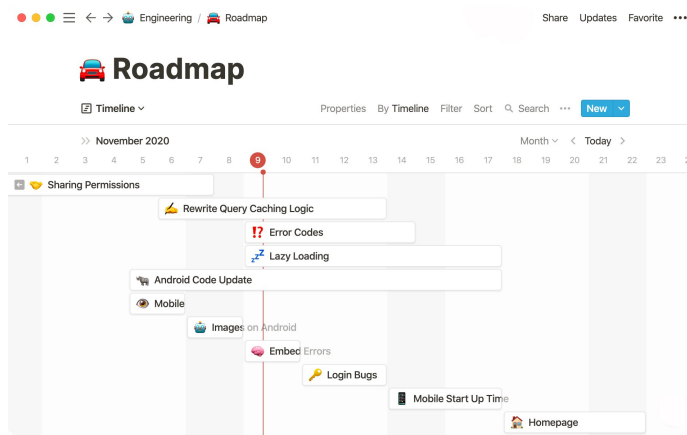 Engineering / Roadmap Share Updates Favorite •••
Roadmap
Timeline Properties By Timeline Filter Sort Search ••• New
>> November 2020 Month < Today >
1 2 3 4 5 6 7 8 9 10 11 12 13 14 15 16 17 18 19 20 21 22 23
Sharing Permissions
Rewrite Query Caching Logic
⁉ Error Codes
zzz Lazy Loading
Android Code Update
Mobile
Images on Android
Embed Errors
Login Bugs
Mobile Start Up Time
Homepage